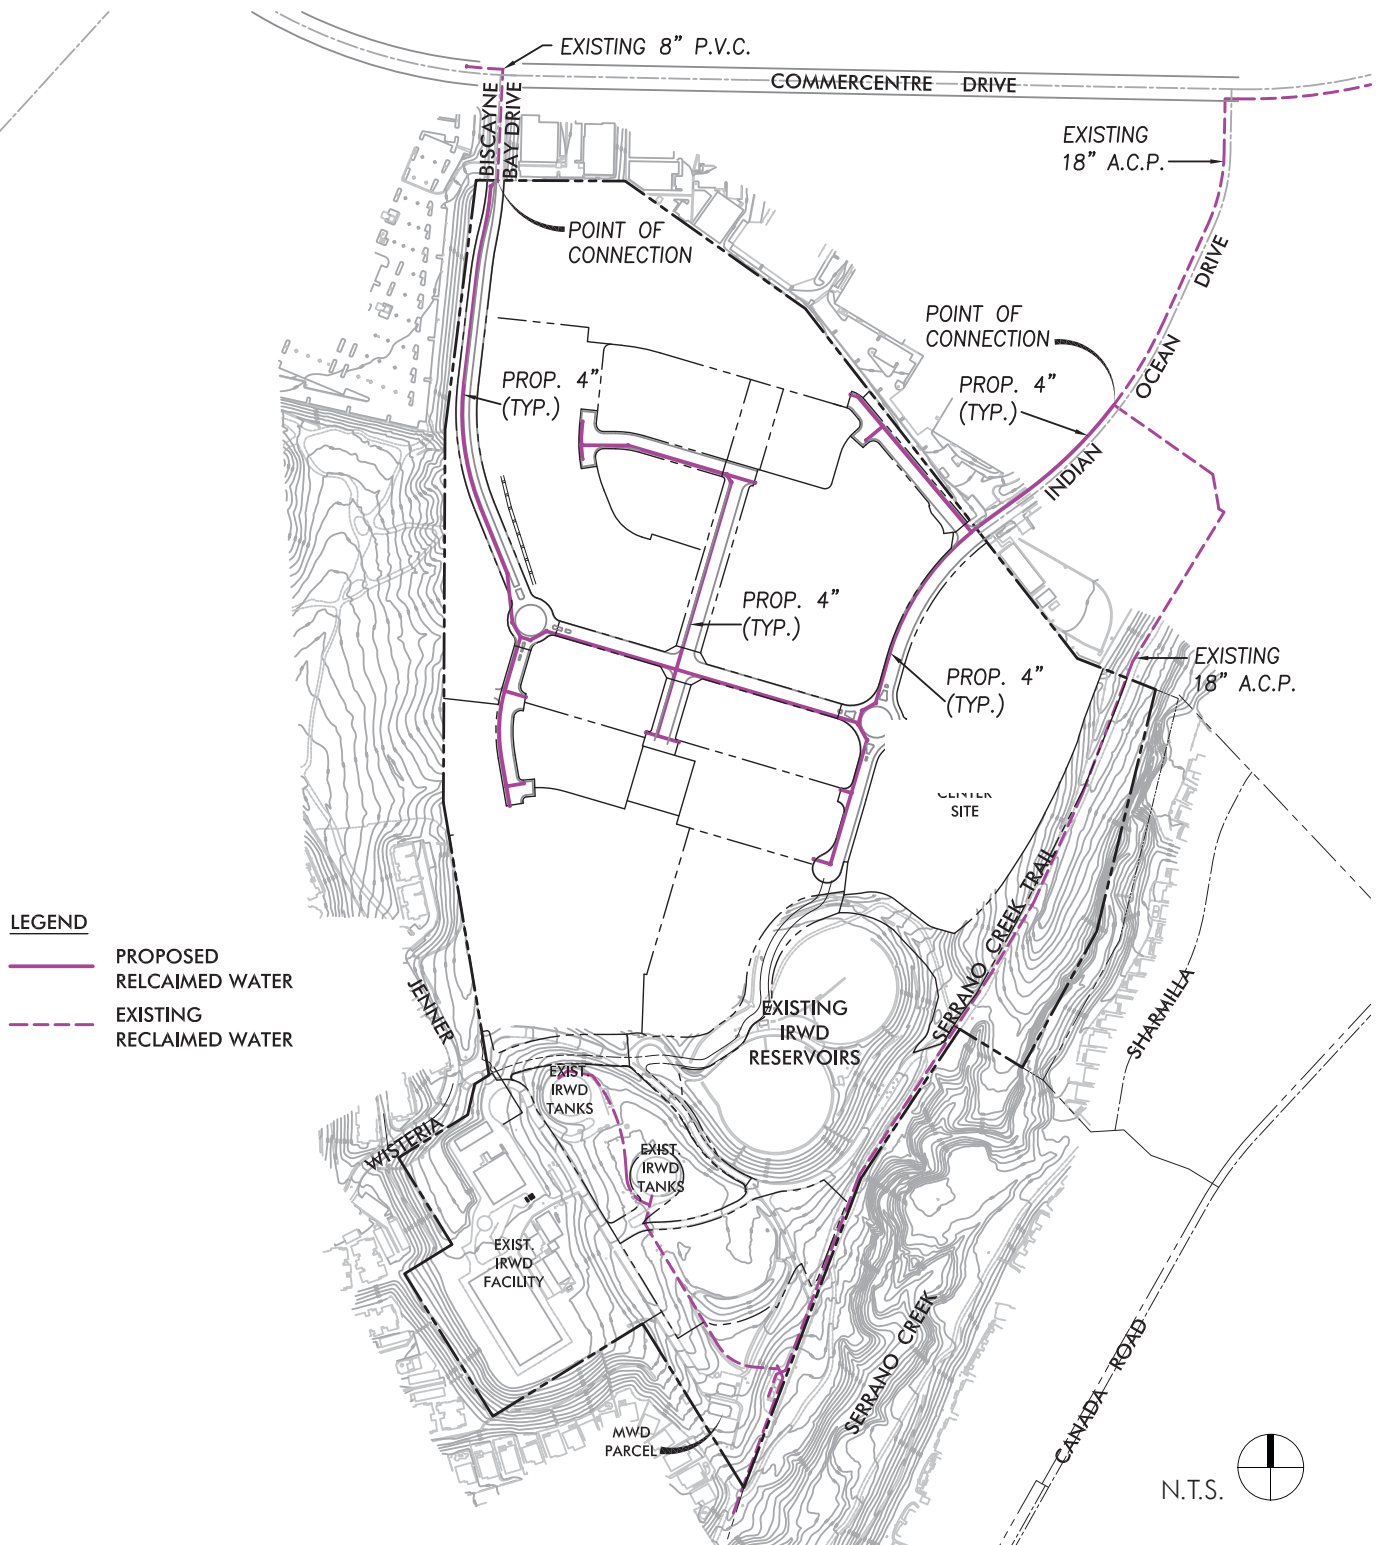 EXISTING 8” P.V.C.
COMMERCENTRE DRIVE
BISCAYNE
BAY DRIVE
EXISTING
18” A.C.P.
POINT OF
CONNECTION
OCEAN DRIVE
INDIAN
POINT OF
CONNECTION
PROP. 4”
(TYP.)
PROP. 4”
(TYP.)
PROP. 4”
(TYP.)
PROP. 4”
(TYP.)
EXISTING
18” A.C.P.
CENTER
SITE
SERRANO CREEK TRAIL
LEGEND
PROPOSED
RELCAIMED WATER
EXISTING
RECLAIMED WATER
JENNER
WISTERIA
EXISTING
IRWD
RESERVOIRS
SHARMILLA
EXIST.
IRWD
TANKS
EXIST.
IRWD
TANKS
EXIST.
IRWD
FACILITY
SERRANO CREEK
CANADA ROAD
MWD
PARCEL
N.T.S.